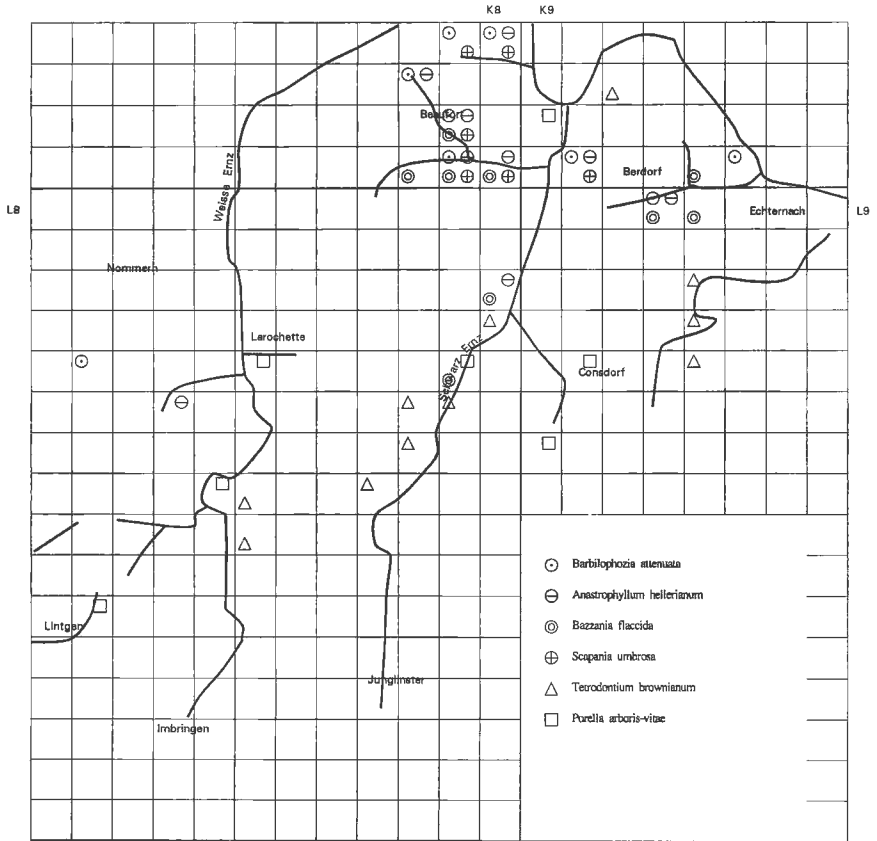 K8 K9
Beaufort
Weisse Ernz
Berdorf
L8
Echternach
L9
Nommern
Larochette
Schwarz Ernz
Consdorf
Barbilophozia attenuata
Anastrophyllum hellerianum
Bazzania flaccida
Scapania umbrosa
Tetrodontium brownianum
Porella arboris-vitae
Lintgen
Junglinster
Imbringen